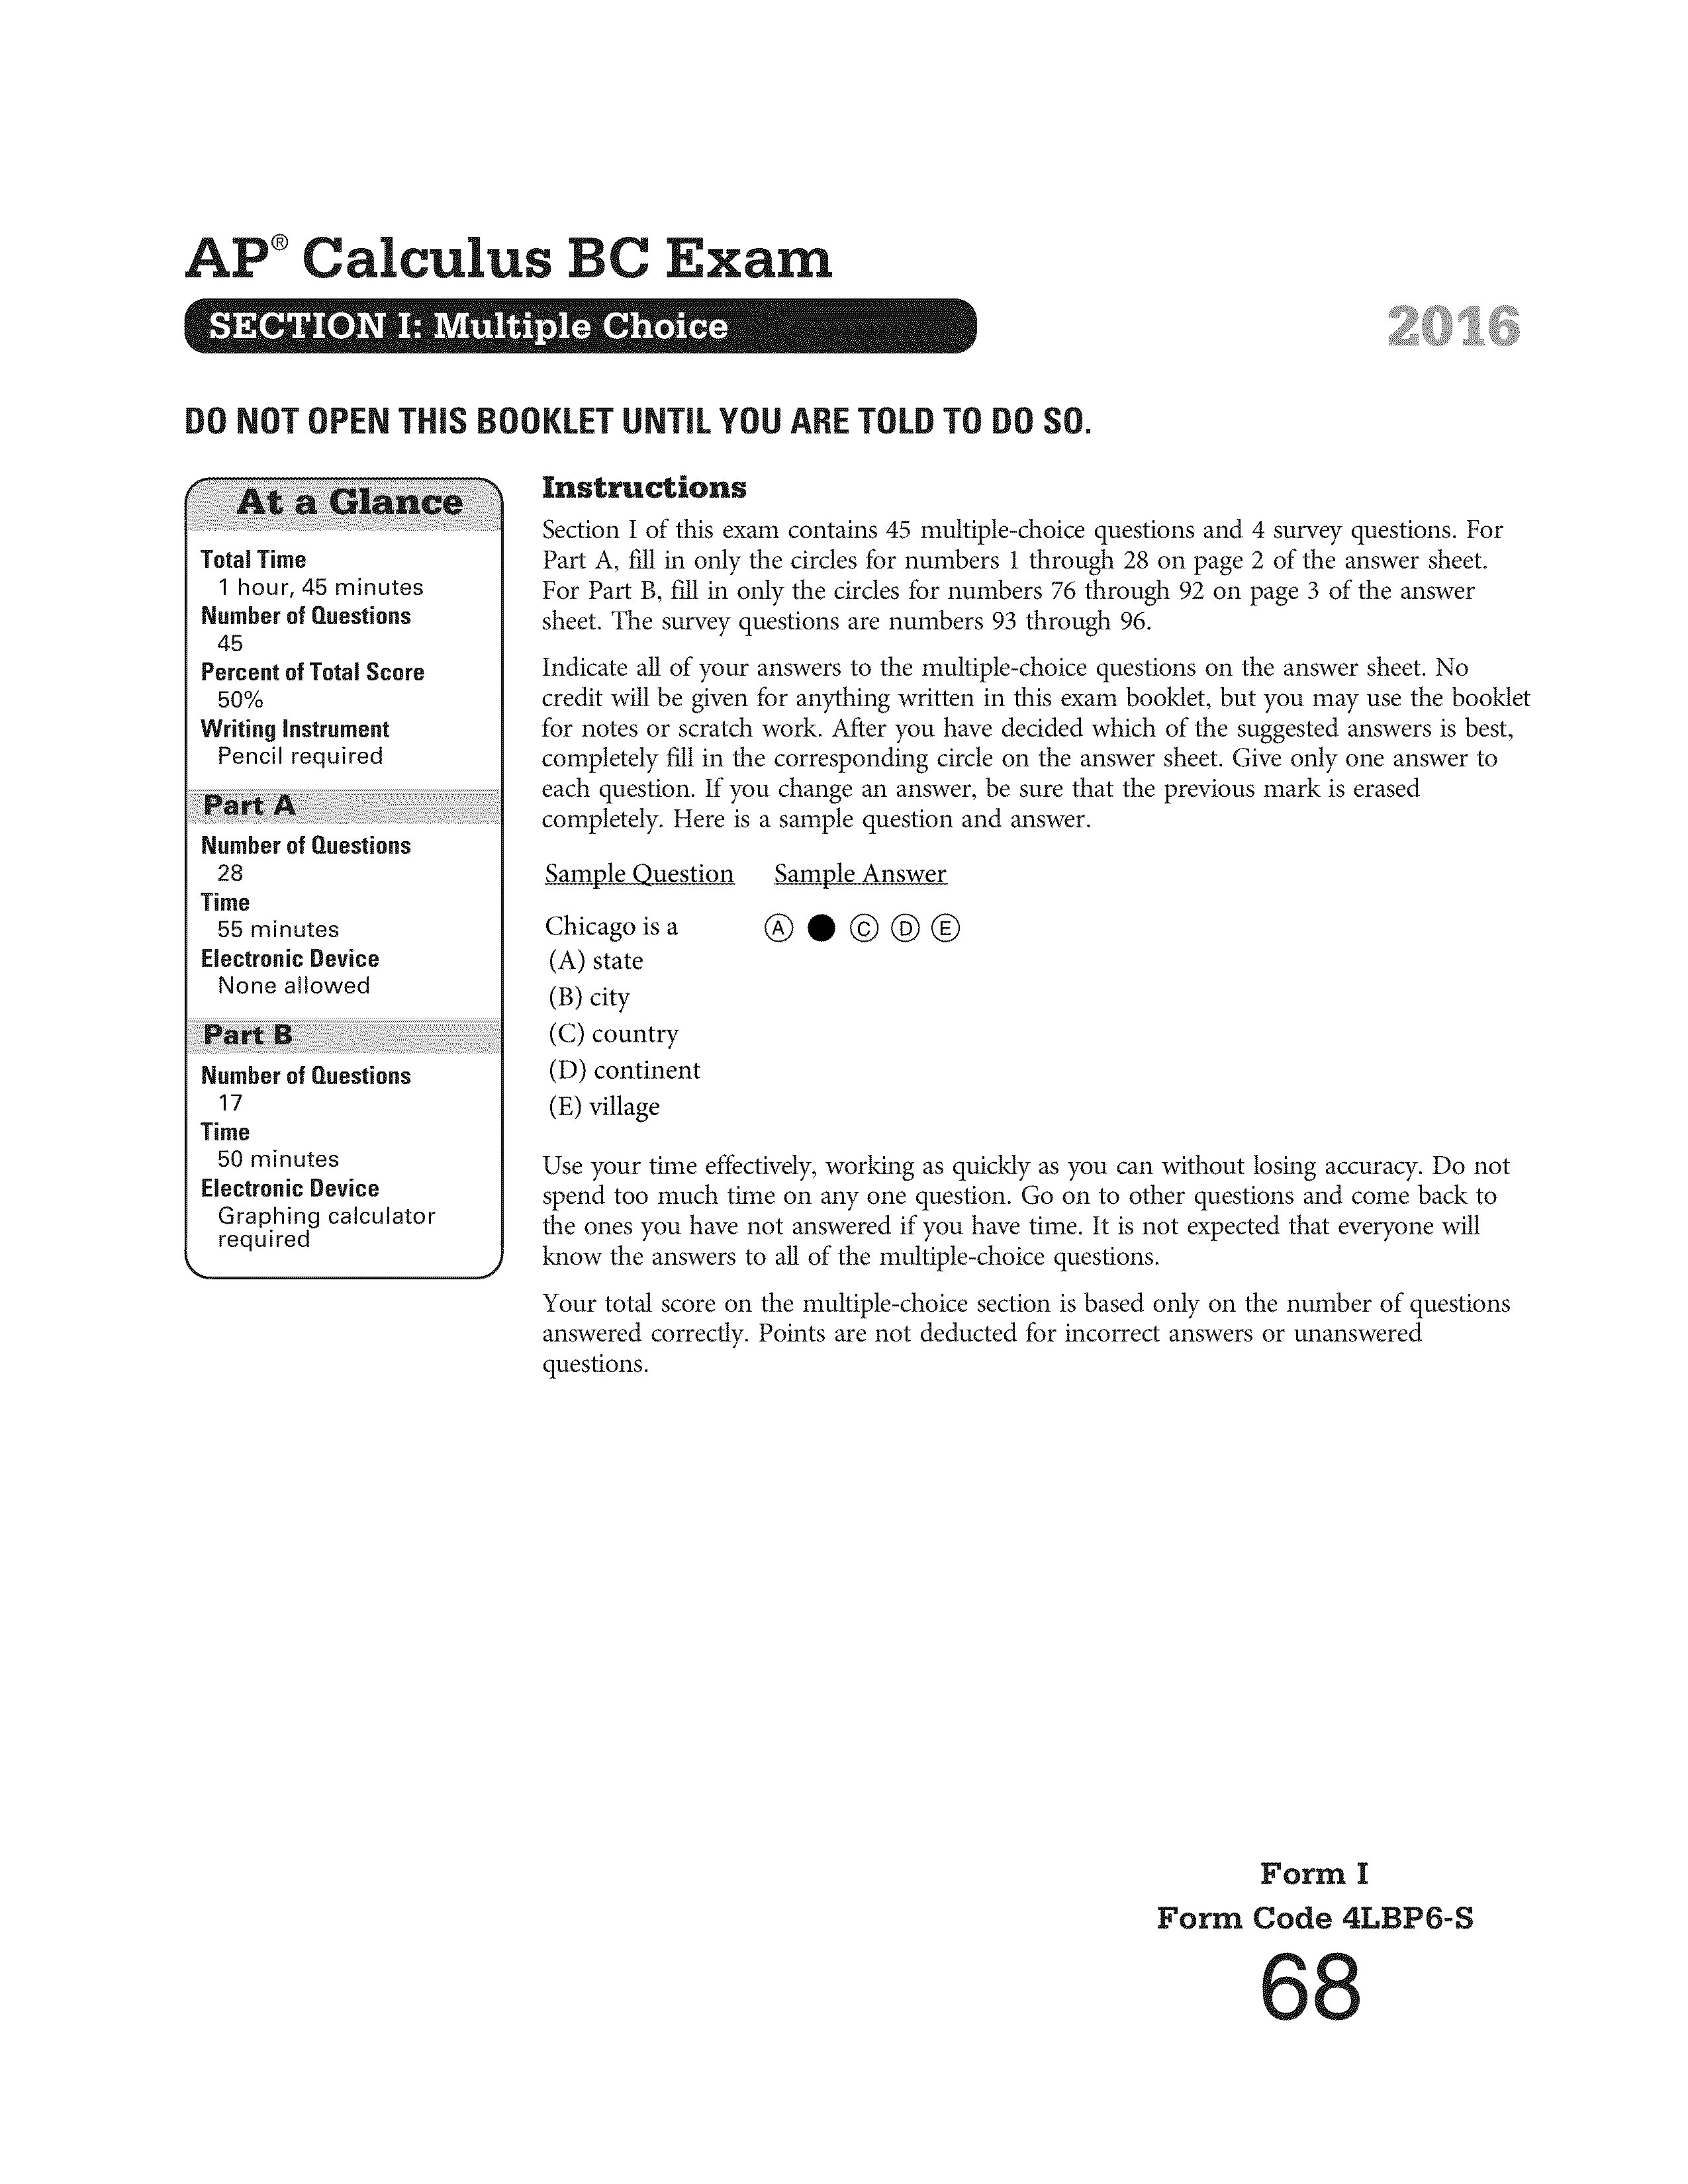 AP® Calculus BC Exam
SECTION I: Multiple Choice
2016
DO NOT OPEN THIS BOOKLET UNTIL YOU ARE TOLD TO DO SO.
At a Glance
Total Time
1 hour, 45 minutes
Number of Questions
45
Percent of Total Score
50%
Writing Instrument
Pencil required
Part A
Number of Questions
28
Time
55 minutes
Electronic Device
None allowed
Part B
Number of Questions
17
Time
50 minutes
Electronic Device
Graphing calculator
required
Instructions
Section I of this exam contains 45 multiple-choice questions and 4 survey questions. For
Part A, fill in only the circles for numbers 1 through 28 on page 2 of the answer sheet.
For Part B, fill in only the circles for numbers 76 through 92 on page 3 of the answer
sheet. The survey questions are numbers 93 through 96.
Indicate all of your answers to the multiple-choice questions on the answer sheet. No
credit will be given for anything written in this exam booklet, but you may use the booklet
for notes or scratch work. After you have decided which of the suggested answers is best,
completely fill in the corresponding circle on the answer sheet. Give only one answer to
each question. If you change an answer, be sure that the previous mark is erased
completely. Here is a sample question and answer.
Sample Question Sample Answer
Chicago is a A C D E
(A) state
(B) city
(C) country
(D) continent
(E) village
Use your time effectively, working as quickly as you can without losing accuracy. Do not
spend too much time on any one question. Go on to other questions and come back to
the ones you have not answered if you have time. It is not expected that everyone will
know the answers to all of the multiple-choice questions.
Your total score on the multiple-choice section is based only on the number of questions
answered correctly. Points are not deducted for incorrect answers or unanswered
questions.
Form I
Form Code 4LBP6-S
68